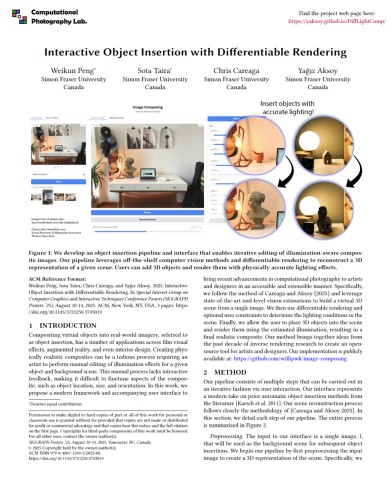 Computational
Photography Lab.
Find the project web page here:
https://yaksoy.github.io/DiffLightComp/
Interactive Object Insertion with Differentiable Rendering
Weikun Peng*
Simon Fraser University
Canada
Sota Taira*
Simon Fraser University
Canada
Chris Careaga
Simon Fraser University
Canada
Yağız Aksoy
Simon Fraser University
Canada
Image Composing
Insert objects with
accurate lighting!
Figure 1: We develop an object insertion pipeline and interface that enables iterative editing of illumination-aware compos-
ite images. Our pipeline leverages off-the-shelf computer vision methods and differentiable rendering to reconstruct a 3D
representation of a given scene. Users can add 3D objects and render them with physically accurate lighting effects.
ACM Reference Format:
Weikun Peng, Sota Taira, Chris Careaga, and Yağız Aksoy. 2025. Interactive
Object Insertion with Differentiable Rendering. In Special Interest Group on
Computer Graphics and Interactive Techniques Conference Posters (SIGGRAPH
Posters '25), August 10-14, 2025. ACM, New York, NY, USA, 3 pages. https:
//doi.org/10.1145/3721250.3743019
1 INTRODUCTION
Compositing virtual objects into real-world imagery, referred to
as object insertion, has a number of applications across film visual
effects, augmented reality, and even interior design. Creating phys-
ically realistic composites can be a tedious process requiring an
artist to perform manual editing of illumination effects for a given
object and background scene. This manual process lacks interactive
feedback, making it difficult to finetune aspects of the compos-
ite, such as object location, size, and orientation. In this work, we
propose a modern framework and accompanying user interface to
*Denotes equal contribution.
Permission to make digital or hard copies of part or all of this work for personal or
classroom use is granted without fee provided that copies are not made or distributed
for profit or commercial advantage and that copies bear this notice and the full citation
on the first page. Copyrights for third-party components of this work must be honored.
For all other uses, contact the owner/author(s).
SIGGRAPH Posters '25, August 10-14, 2025, Vancouver, BC, Canada
© 2025 Copyright held by the owner/author(s).
ACM ISBN 979-8-4007-1549-5/2025/08
https://doi.org/10.1145/3721250.3743019
bring recent advancements in computational photography to artists
and designers in an accessible and extensible manner. Specifically,
we follow the method of Careaga and Aksoy [2025] and leverage
state-of-the-art mid-level vision estimations to build a virtual 3D
scene from a single image. We then use differentiable rendering and
optional user constraints to determine the lighting conditions in the
scene. Finally, we allow the user to place 3D objects into the scene
and render them using the estimated illumination, resulting in a
final realistic composite. Our method brings together ideas from
the past decade of inverse rendering research to create an open-
source tool for artists and designers. Our implementation is publicly
available at: https://github.com/willipwk/image-composing
2 METHOD
Our pipeline consists of multiple steps that can be carried out in
an iterative fashion via user interaction. Our interface represents
a modern take on prior automatic object insertion methods from
the literature [Karsch et al. 2011]. Our scene reconstruction process
follows closely the methodology of [Careaga and Aksoy 2025]. In
this section, we detail each step of our pipeline. The entire process
is summarized in Figure 2.
Preprocessing. The input to our interface is a single image, I,
that will be used as the background scene for subsequent object
insertions. We begin our pipeline by first preprocessing the input
image to create a 3D representation of the scene. Specifically, we